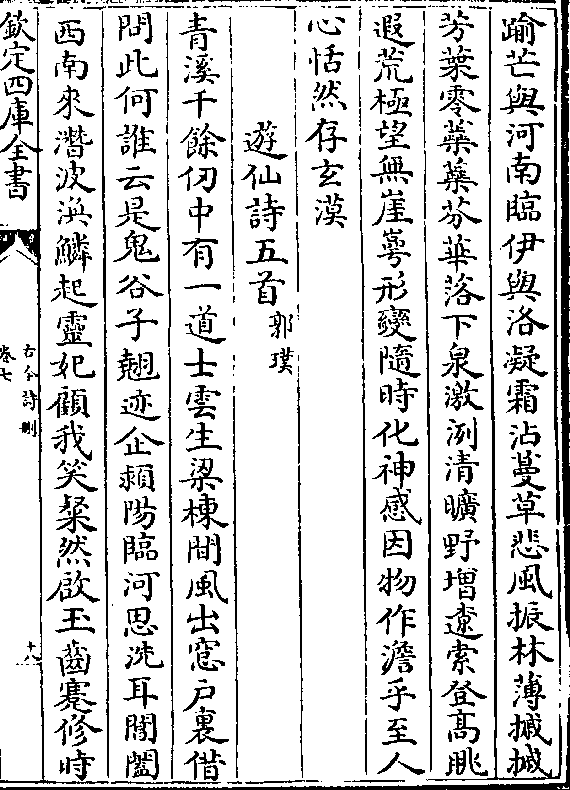 踰芒與河南臨伊與洛凝霜沾蔓草悲風振林薄摵摵
芳葉零蘂蘂芬華落下泉激洌清曠野增遼索登高眺
遐荒極望無崖崿形變隨時化神感因物作澹乎至人
心恬然存玄漠
遊仙詩五首 郭璞
青溪千餘仞中有一道士雲生梁棟間風出窓户裏借
問此何誰云是鬼谷子翹迹企潁陽臨河思洗耳閶闔
西南來潛波渙鱗起靈妃顧我笑粲然啟玉齒蹇修時
欽定四庫全書
古今詩刪
卷七
十八